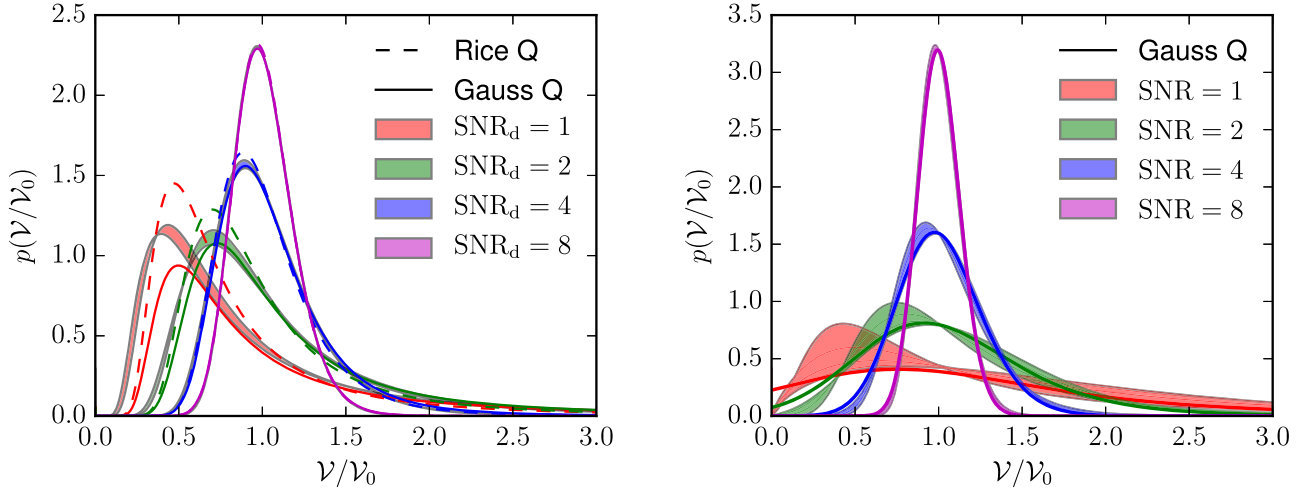 2.5
2.0
1.5
1.0
0.5
0.0
p(𝒱/𝒱₀)
0.0 0.5 1.0 1.5 2.0 2.5 3.0
𝒱/𝒱₀
Rice Q
Gauss Q
SNR_d = 1
SNR_d = 2
SNR_d = 4
SNR_d = 8
3.5
3.0
2.5
2.0
1.5
1.0
0.5
0.0
p(𝒱/𝒱₀)
0.0 0.5 1.0 1.5 2.0 2.5 3.0
𝒱/𝒱₀
Gauss Q
SNR = 1
SNR = 2
SNR = 4
SNR = 8